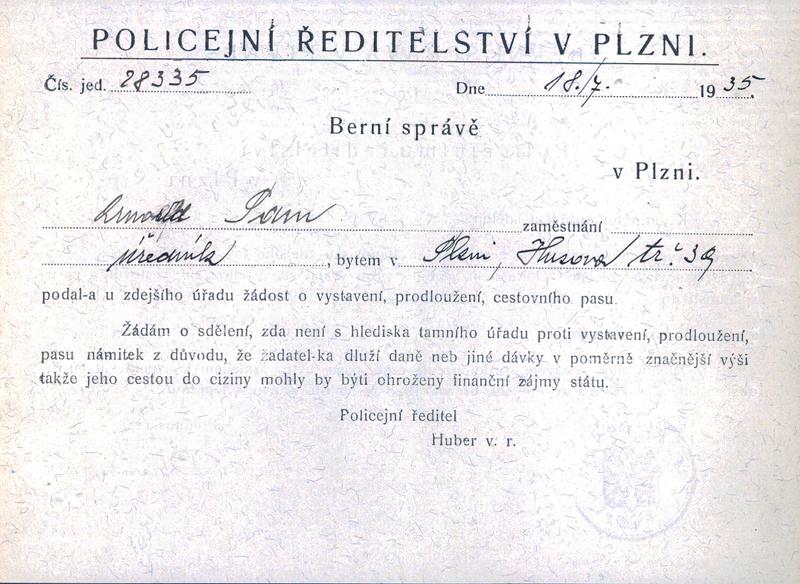 POLICEJNÍ ŘEDITELSTVÍ V PLZNI.
Čís. jed. 28335 Dne 18./7. 1935
Berní správě
v Plzni.
Arnold Pam zaměstnání
úředník, bytem v Plzni, Husova tř. 39
podal-a u zdejšího úřadu žádost o vystavení, prodloužení, cestovního pasu.
Žádám o sdělení, zda není s hlediska tamního úřadu proti vystavení, prodloužení,
pasu námitek z důvodu, že žadatel-ka dluží daně neb jiné dávky v poměrně značnější výši
takže jeho cestou do ciziny mohly by býti ohroženy finanční zájmy státu.
Policejní ředitel
Huber v. r.